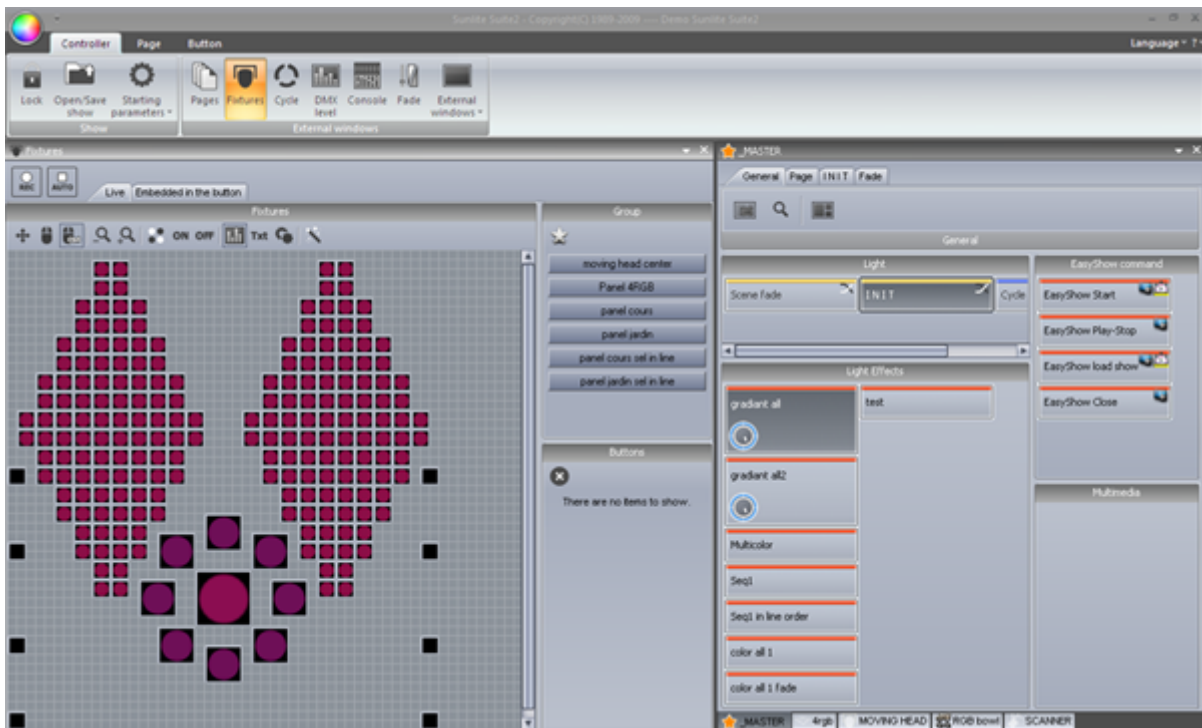 Sunlite Suite2 - Copyright(C) 1989-2009 ---- Demo Sunlite Suite2
Controller Page Button
Language ?
Lock Open/Save show Starting parameters Pages Fixtures Cycle DMX level Console Fade External windows
Show External windows
Fixtures
REC AUTO Live Embedded in the button
Fixtures
ON OFF Txt
Group
moving head center
Panel 4RGB
panel cours
panel jardin
panel cours sel in line
panel jardin sel in line
Buttons
There are no items to show.
_MASTER
General Page INIT Fade
General
Light
Scene fade INIT Cycle
Light Effects
gradiant all test
gradiant all2
Multicolor
Seq1
Seq1 in line order
color all 1
color all 1 fade
EasyShow command
EasyShow Start
EasyShow Play-Stop
EasyShow load show
EasyShow Close
Multimedia
_MASTER 4rgb MOVING HEAD RGB bowl SCANNER